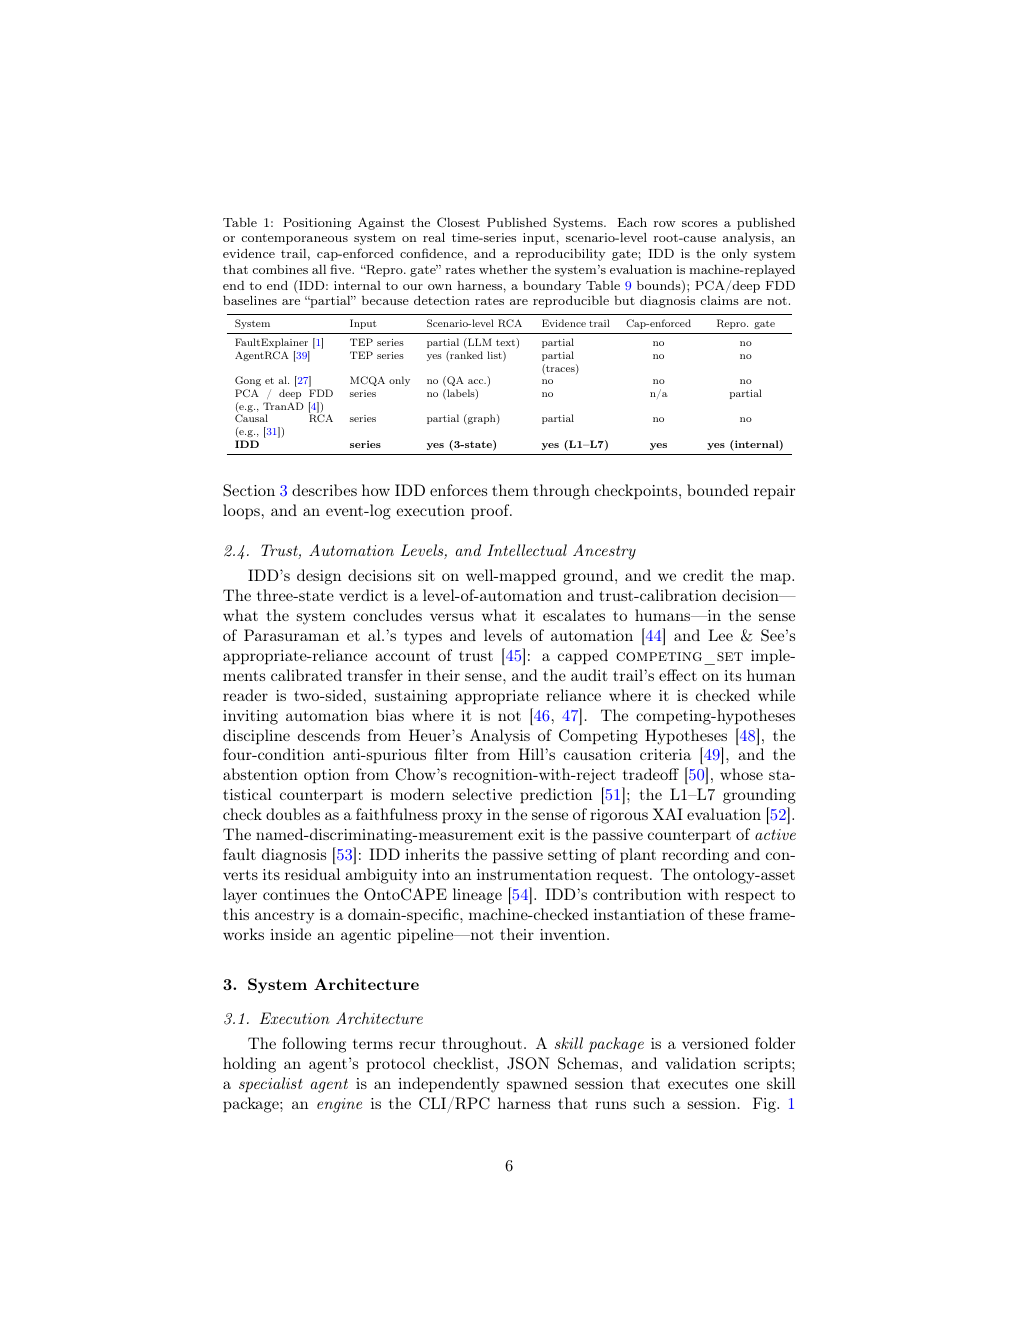 Table 1: Positioning Against the Closest Published Systems. Each row scores a published
or contemporaneous system on real time-series input, scenario-level root-cause analysis, an
evidence trail, cap-enforced confidence, and a reproducibility gate; IDD is the only system
that combines all five. “Repro. gate” rates whether the system’s evaluation is machine-replayed
end to end (IDD: internal to our own harness, a boundary Table 9 bounds); PCA/deep FDD
baselines are “partial” because detection rates are reproducible but diagnosis claims are not.
System Input Scenario-level RCA Evidence trail Cap-enforced Repro. gate
FaultExplainer [1] TEP series partial (LLM text) partial no no
AgentRCA [39] TEP series yes (ranked list) partial no no
(traces)
Gong et al. [27] MCQA only no (QA acc.) no no no
PCA / deep FDD series no (labels) no n/a partial
(e.g., TranAD [4])
Causal RCA series partial (graph) partial no no
(e.g., [31])
IDD series yes (3-state) yes (L1–L7) yes yes (internal)
Section 3 describes how IDD enforces them through checkpoints, bounded repair
loops, and an event-log execution proof.
2.4. Trust, Automation Levels, and Intellectual Ancestry
IDD’s design decisions sit on well-mapped ground, and we credit the map.
The three-state verdict is a level-of-automation and trust-calibration decision—
what the system concludes versus what it escalates to humans—in the sense
of Parasuraman et al.’s types and levels of automation [44] and Lee & See’s
appropriate-reliance account of trust [45]: a capped COMPETING_SET imple-
ments calibrated transfer in their sense, and the audit trail’s effect on its human
reader is two-sided, sustaining appropriate reliance where it is checked while
inviting automation bias where it is not [46, 47]. The competing-hypotheses
discipline descends from Heuer’s Analysis of Competing Hypotheses [48], the
four-condition anti-spurious filter from Hill’s causation criteria [49], and the
abstention option from Chow’s recognition-with-reject tradeoff [50], whose sta-
tistical counterpart is modern selective prediction [51]; the L1–L7 grounding
check doubles as a faithfulness proxy in the sense of rigorous XAI evaluation [52].
The named-discriminating-measurement exit is the passive counterpart of active
fault diagnosis [53]: IDD inherits the passive setting of plant recording and con-
verts its residual ambiguity into an instrumentation request. The ontology-asset
layer continues the OntoCAPE lineage [54]. IDD’s contribution with respect to
this ancestry is a domain-specific, machine-checked instantiation of these frame-
works inside an agentic pipeline—not their invention.
3. System Architecture
3.1. Execution Architecture
The following terms recur throughout. A skill package is a versioned folder
holding an agent’s protocol checklist, JSON Schemas, and validation scripts;
a specialist agent is an independently spawned session that executes one skill
package; an engine is the CLI/RPC harness that runs such a session. Fig. 1
6